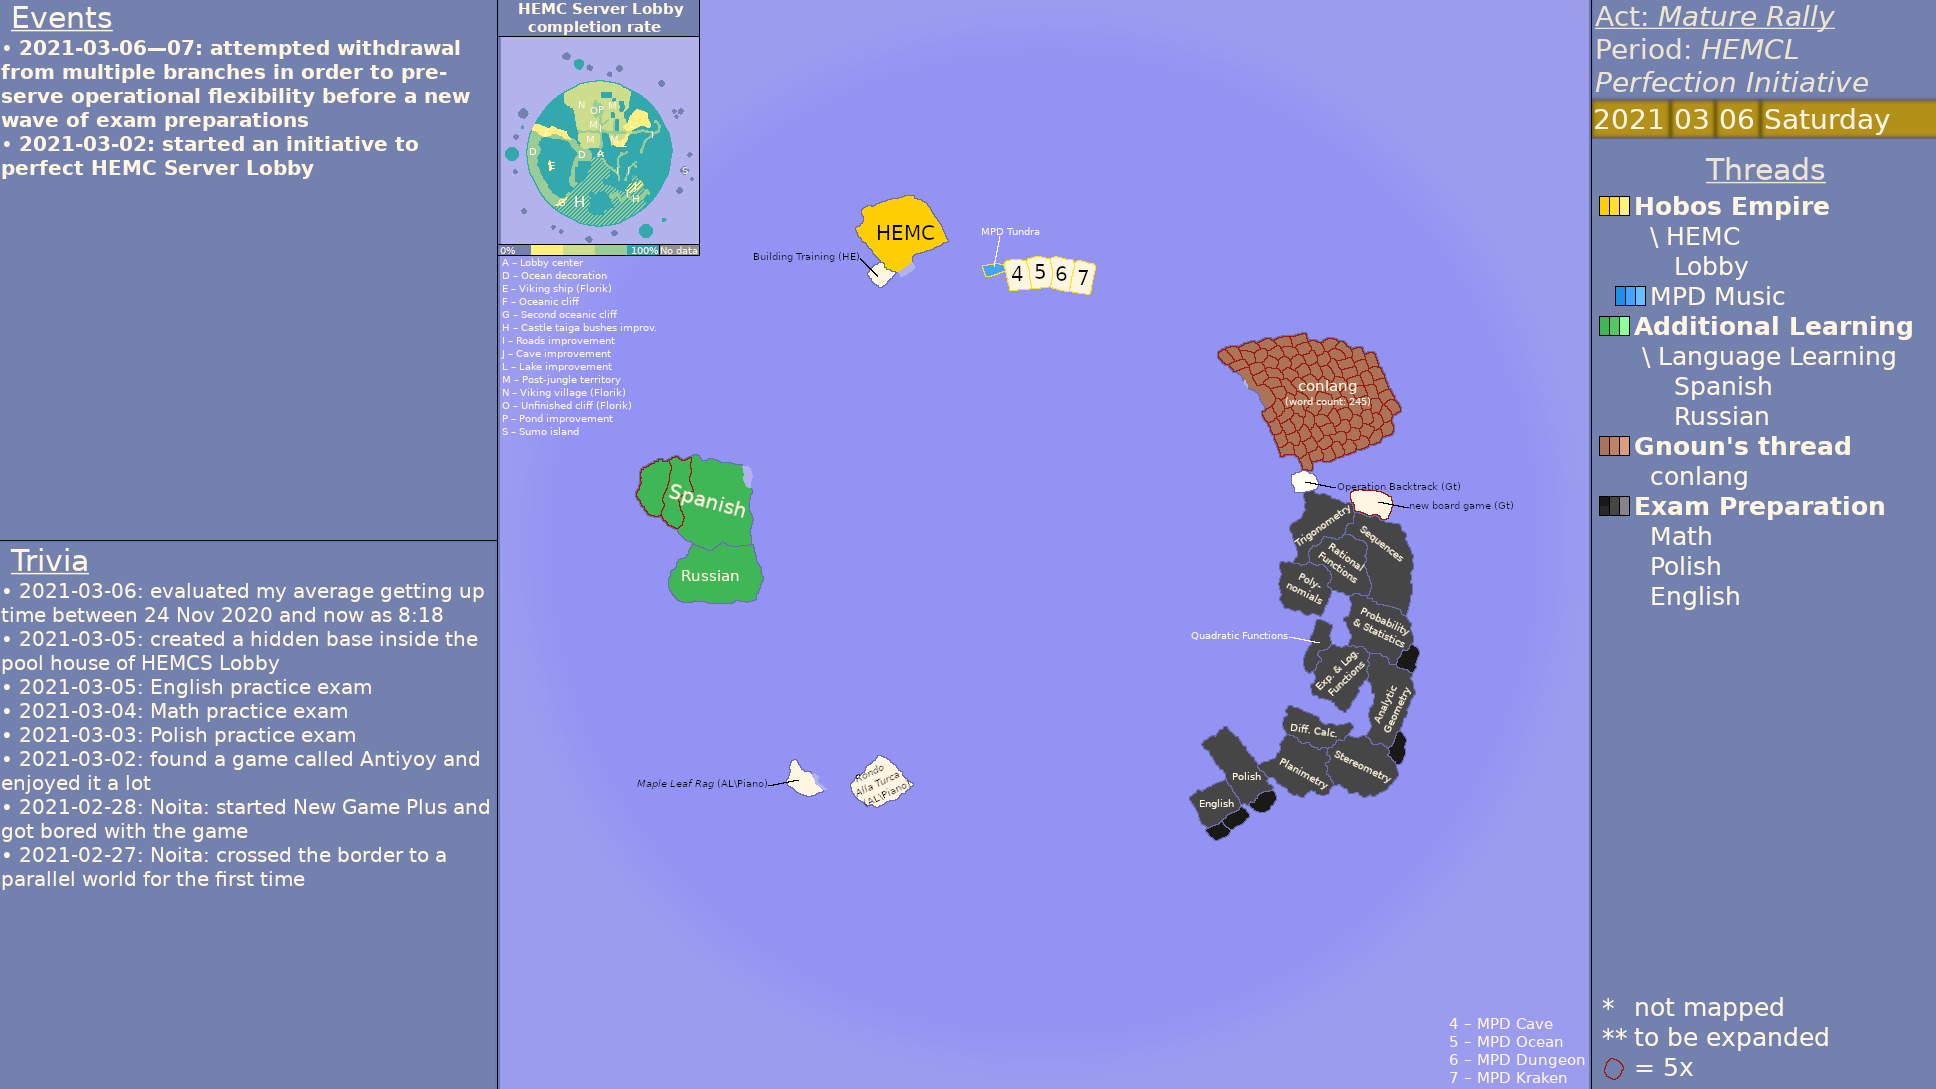 Events
• 2021-03-06—07: attempted withdrawal
from multiple branches in order to pre-
serve operational flexibility before a new
wave of exam preparations
• 2021-03-02: started an initiative to
perfect HEMC Server Lobby
Trivia
• 2021-03-06: evaluated my average getting up
time between 24 Nov 2020 and now as 8:18
• 2021-03-05: created a hidden base inside the
pool house of HEMCS Lobby
• 2021-03-05: English practice exam
• 2021-03-04: Math practice exam
• 2021-03-03: Polish practice exam
• 2021-03-02: found a game called Antiyoy and
enjoyed it a lot
• 2021-02-28: Noita: started New Game Plus and
got bored with the game
• 2021-02-27: Noita: crossed the border to a
parallel world for the first time
HEMC Server Lobby
completion rate
N
OP
M
M
I
M
M
I
D
D
A
E
J
L
S
G
H
H
0%
100%
No data
A – Lobby center
D – Ocean decoration
E – Viking ship (Florik)
F – Oceanic cliff
G – Second oceanic cliff
H – Castle taiga bushes improv.
I – Roads improvement
J – Cave improvement
L – Lake improvement
M – Post-jungle territory
N – Viking village (Florik)
O – Unfinished cliff (Florik)
P – Pond improvement
S – Sumo island
HEMC
Building Training (HE)
MPD Tundra
4
5
6
7
conlang
(word count: 245)
Operation Backtrack (Gt)
new board game (Gt)
Spanish
Russian
Trigonometry
Sequences
Rational
Functions
Poly-
nomials
Probability
& Statistics
Quadratic Functions
Exp. & Log.
Functions
Analytic
Geometry
Diff. Calc.
Planimetry
Stereometry
Polish
English
Maple Leaf Rag (AL\Piano)
Rondo
Alla Turca
(AL\Piano)
4 – MPD Cave
5 – MPD Ocean
6 – MPD Dungeon
7 – MPD Kraken
Act: Mature Rally
Period: HEMCL
Perfection Initiative
2021 03 06 Saturday
Threads
Hobos Empire
\ HEMC
Lobby
MPD Music
Additional Learning
\ Language Learning
Spanish
Russian
Gnoun's thread
conlang
Exam Preparation
Math
Polish
English
* not mapped
** to be expanded
= 5x